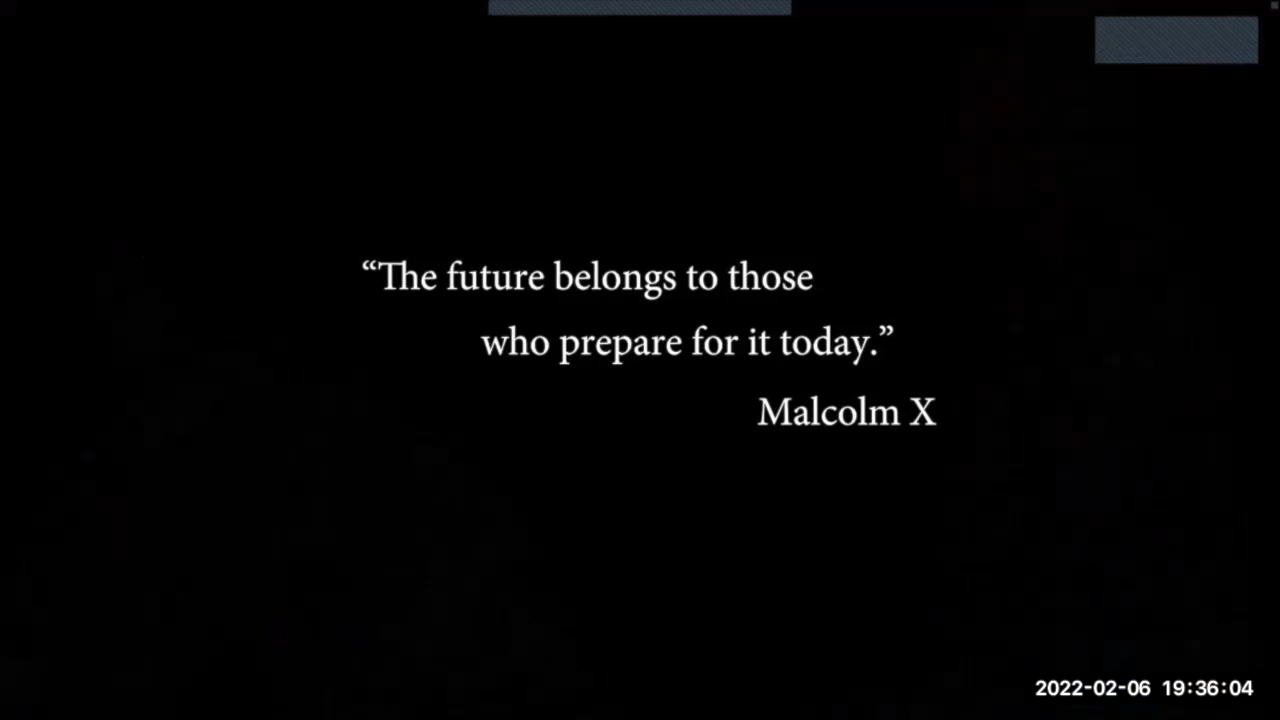 “The future belongs to those
who prepare for it today.”
Malcolm X
2022-02-06 19:36:04